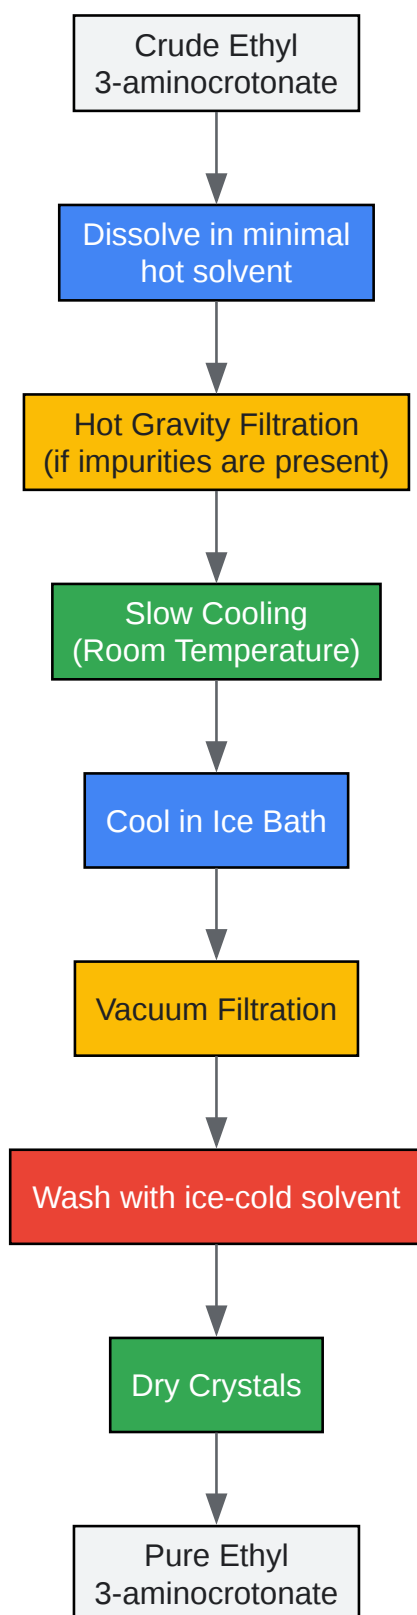 Crude Ethyl
3-aminocrotonate
Dissolve in minimal
hot solvent
Hot Gravity Filtration
(if impurities are present)
Slow Cooling
(Room Temperature)
Cool in Ice Bath
Vacuum Filtration
Wash with ice-cold solvent
Dry Crystals
Pure Ethyl
3-aminocrotonate